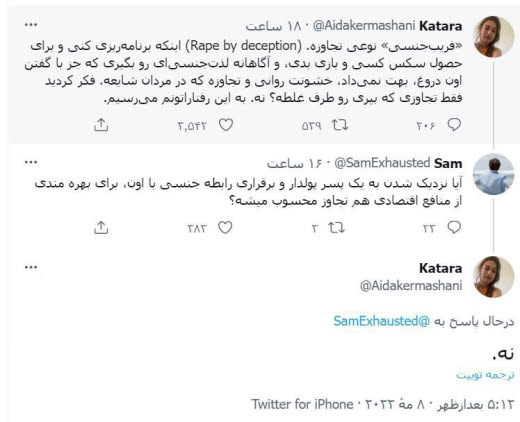 Katara @Aidakermashani · ۱۸ ساعت
«فریب‌جنسی» نوعی تجاوزه. (Rape by deception) اینکه برنامه‌ریزی کنی و برای
حصول سکس کسی و بازی بدی، و آگاهانه لذت‌جنسی‌ای رو بگیری که جز با گفتن
اون دروغ، بهت نمی‌داد، خشونت روانی و تجاوزه که در مردان شایعه. فکر کردید
فقط تجاوزی که بپری رو طرف غلطه؟ نه. به این رفتاراتونم می‌رسیم.
۲۰۶ ۵۳۹ ۳,۵۴۲
Sam @SamExhausted · ۱۶ ساعت
آیا نزدیک شدن به یک پسر پولدار و برقراری رابطه جنسی با اون، برای بهره مندی
از منافع اقتصادی هم تجاوز محسوب میشه؟
۲۳ ۳ ۳۸۳
Katara
@Aidakermashani
درحال پاسخ به @SamExhausted
نه.
ترجمه توییت
۵:۱۲ بعدازظهر · ۸ مهٔ ۲۰۲۲ · Twitter for iPhone